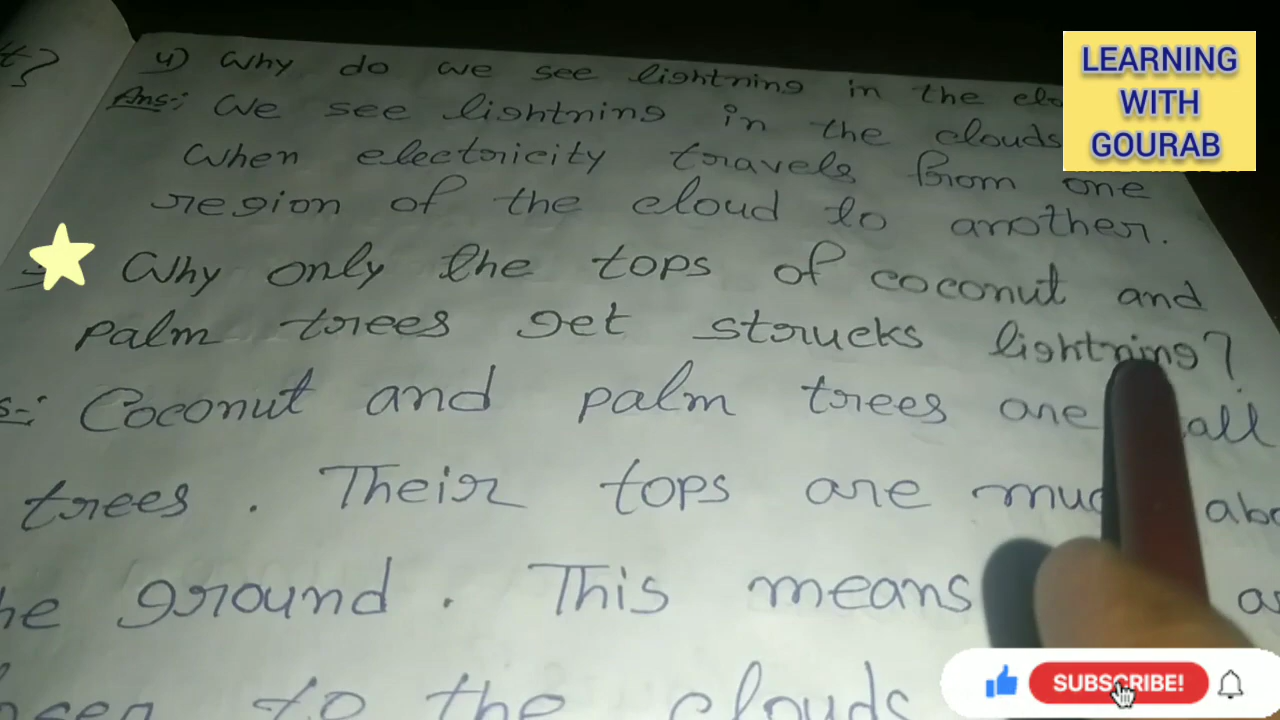 4) Why do we see lightning in the
Ans:- We see lightning in the clouds
When electricity travels from one
region of the cloud to another.
Why only the tops of coconut and
palm trees get strucks lightning?
Coconut and palm trees are
trees. Their tops are
ground. This means
to the clouds
LEARNING
WITH
GOURAB
SUBSCRIBE!